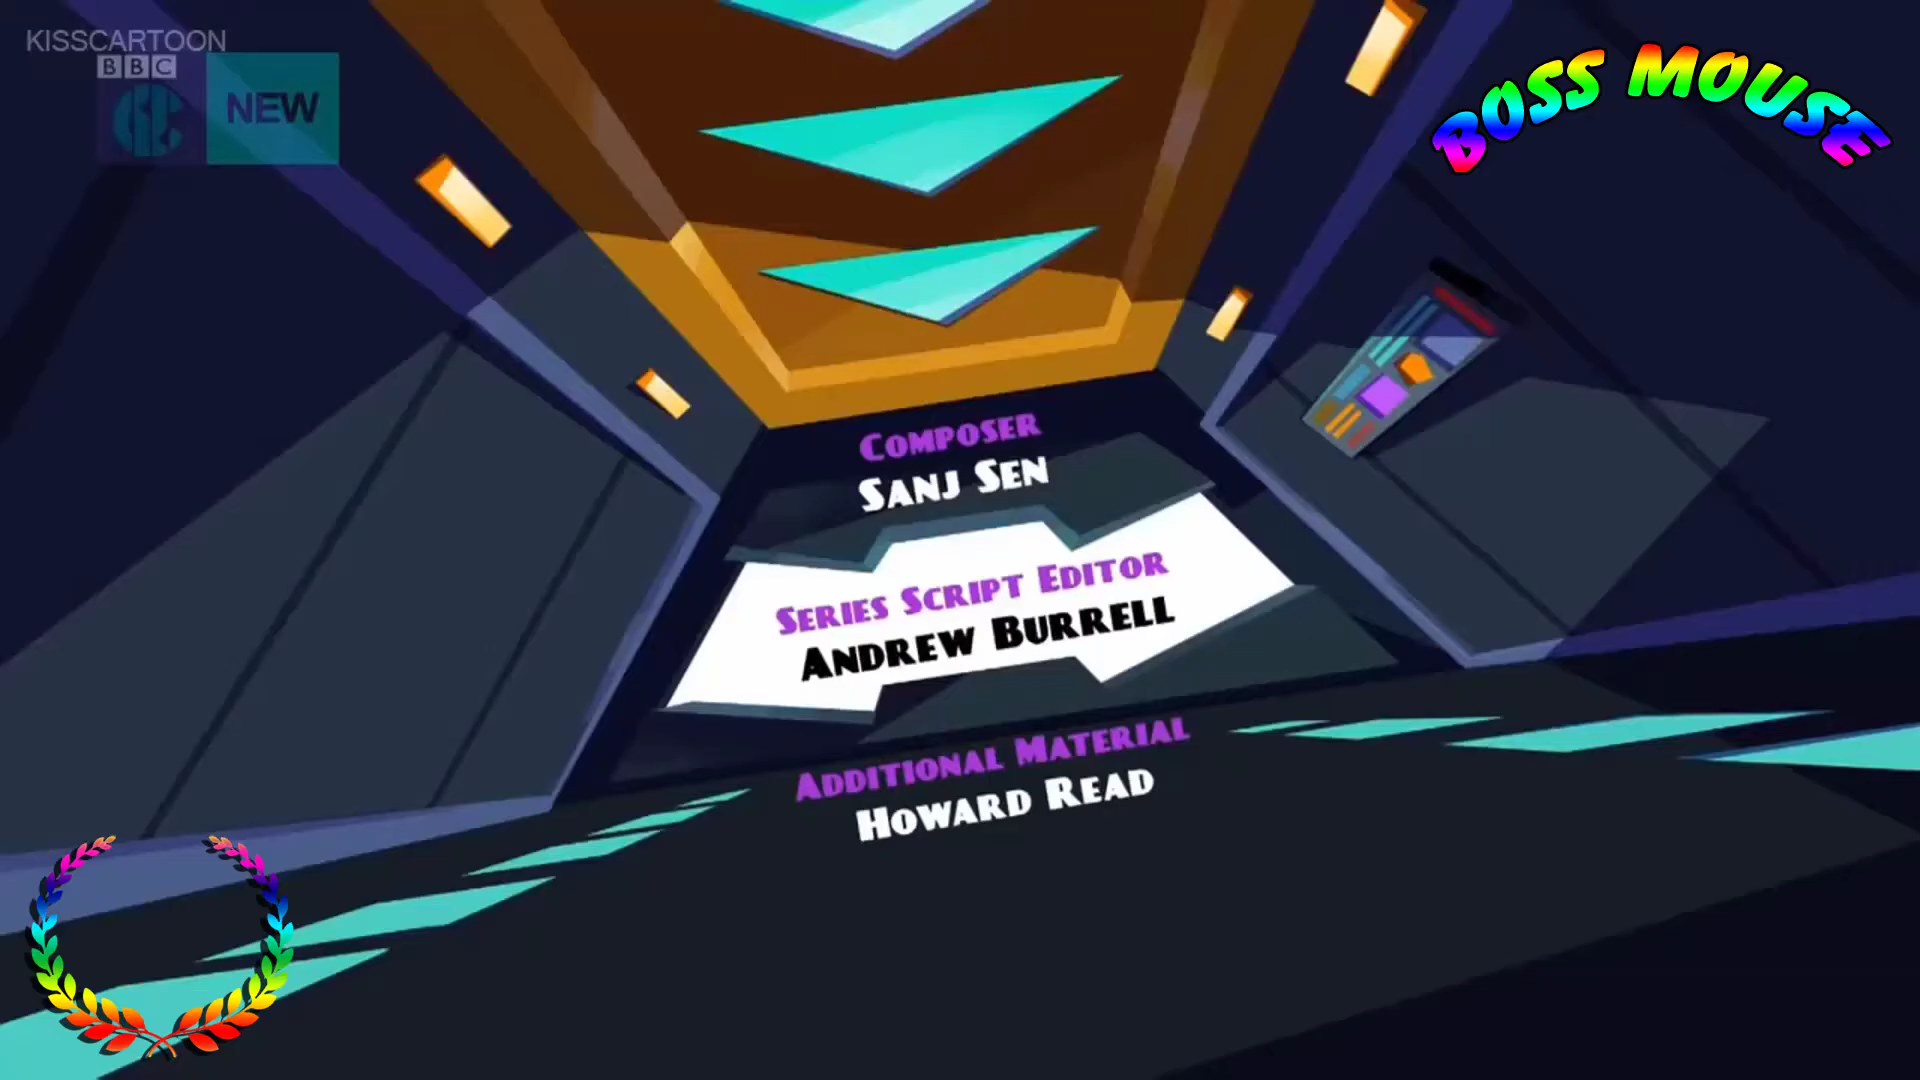 KISSCARTOON
BBC
NEW
BOSS MOUSE
COMPOSER
SANJ SEN
SERIES SCRIPT EDITOR
ANDREW BURRELL
ADDITIONAL MATERIAL
HOWARD READ